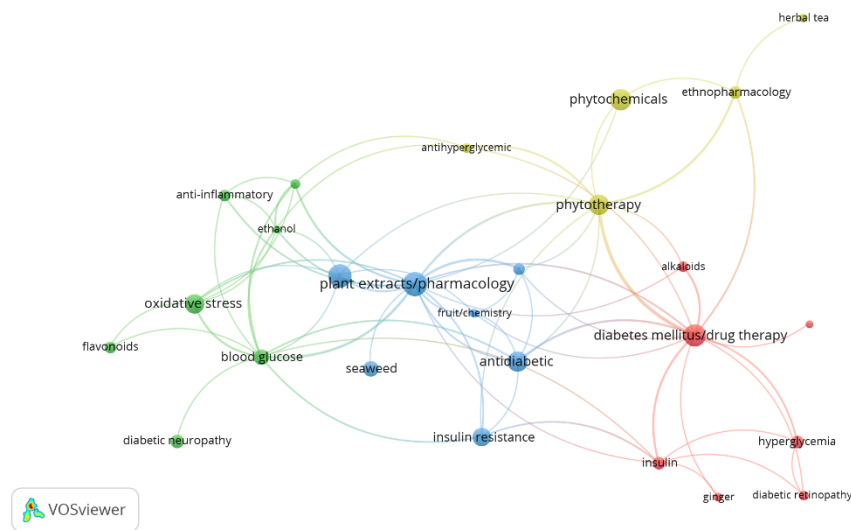 herbal tea
ethnopharmacology
phytochemicals
antihyperglycemic
anti-inflammatory
phytotherapy
ethanol
alkaloids
plant extracts/pharmacology
oxidative stress
fruit/chemistry
diabetes mellitus/drug therapy
flavonoids
blood glucose
antidiabetic
seaweed
diabetic neuropathy
insulin resistance
hyperglycemia
insulin
ginger
diabetic retinopathy
VOSviewer